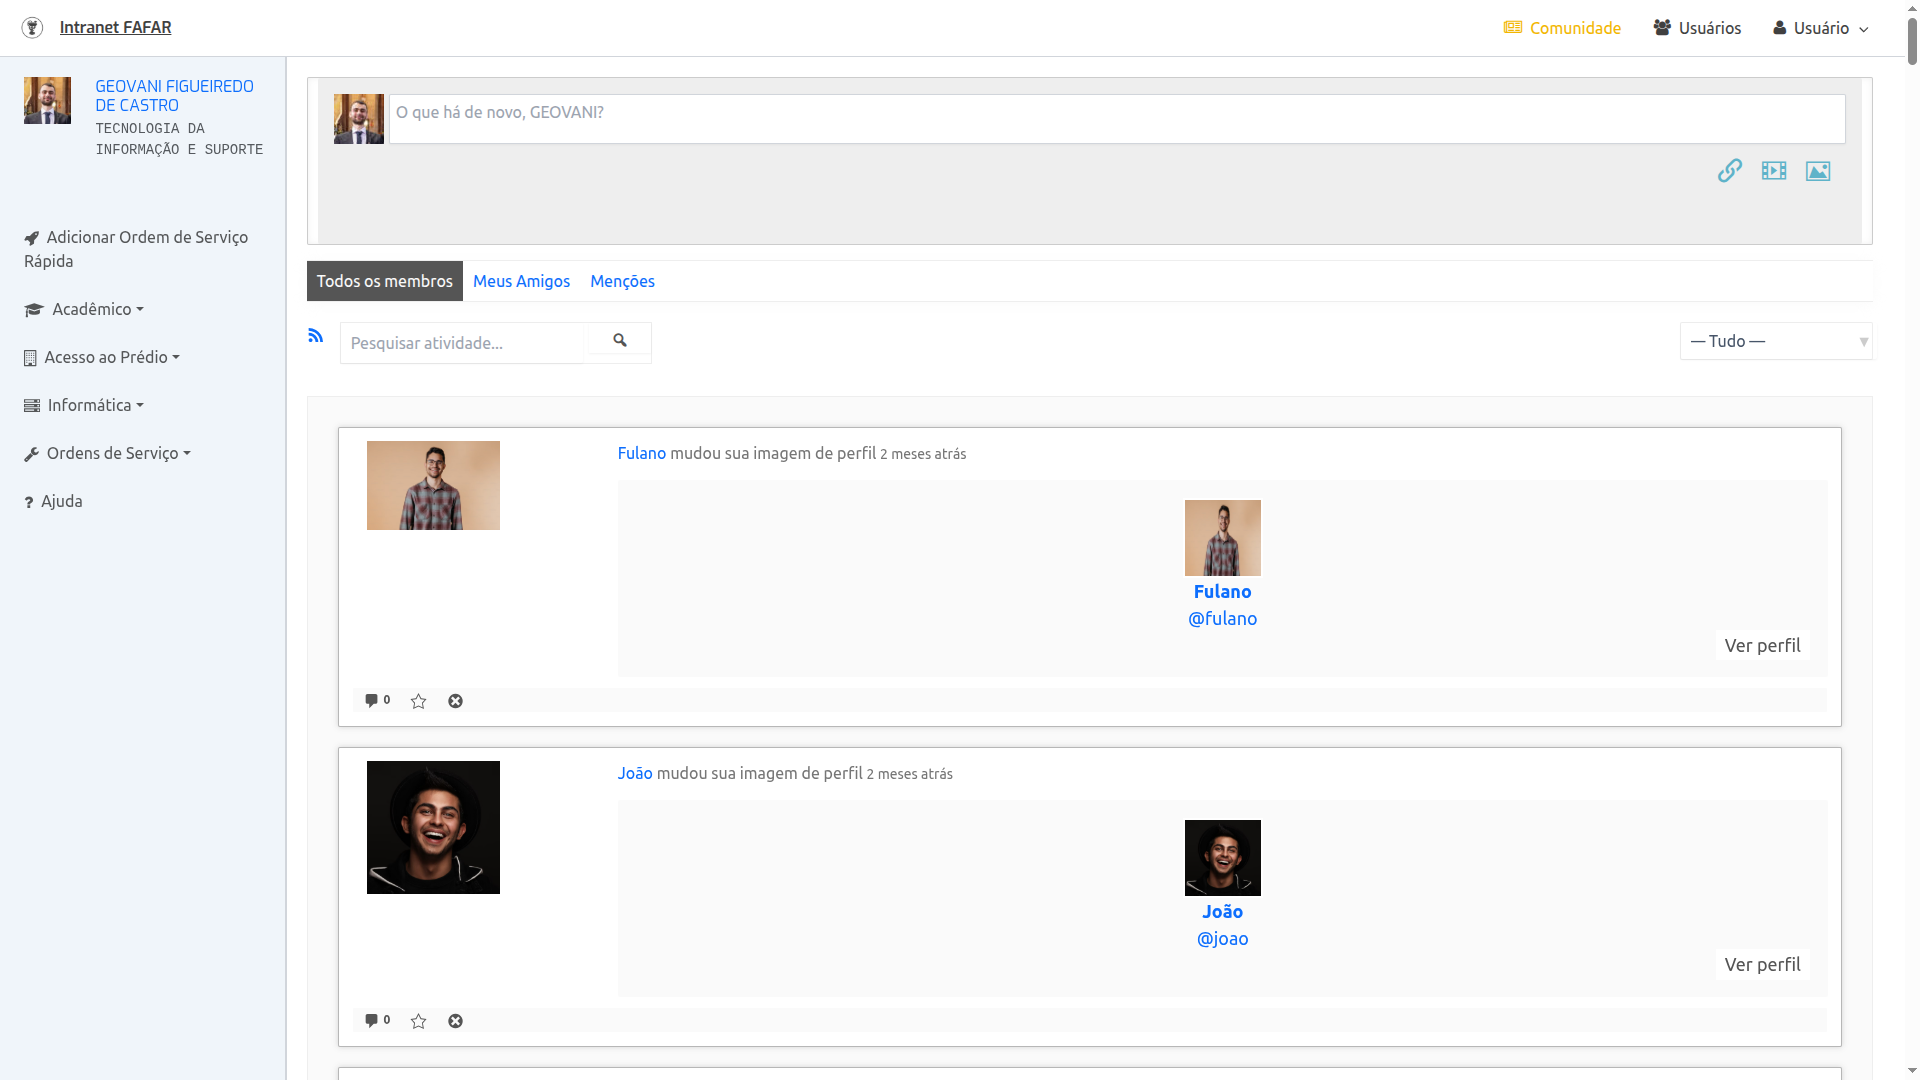 Intranet FAFAR
Comunidade
Usuários
Usuário
GEOVANI FIGUEIREDO
DE CASTRO
TECNOLOGIA DA
INFORMAÇÃO E SUPORTE
Adicionar Ordem de Serviço
Rápida
Acadêmico
Acesso ao Prédio
Informática
Ordens de Serviço
? Ajuda
O que há de novo, GEOVANI?
Todos os membros
Meus Amigos
Menções
Pesquisar atividade...
— Tudo —
Fulano mudou sua imagem de perfil 2 meses atrás
Fulano
@fulano
Ver perfil
0
João mudou sua imagem de perfil 2 meses atrás
João
@joao
Ver perfil
0